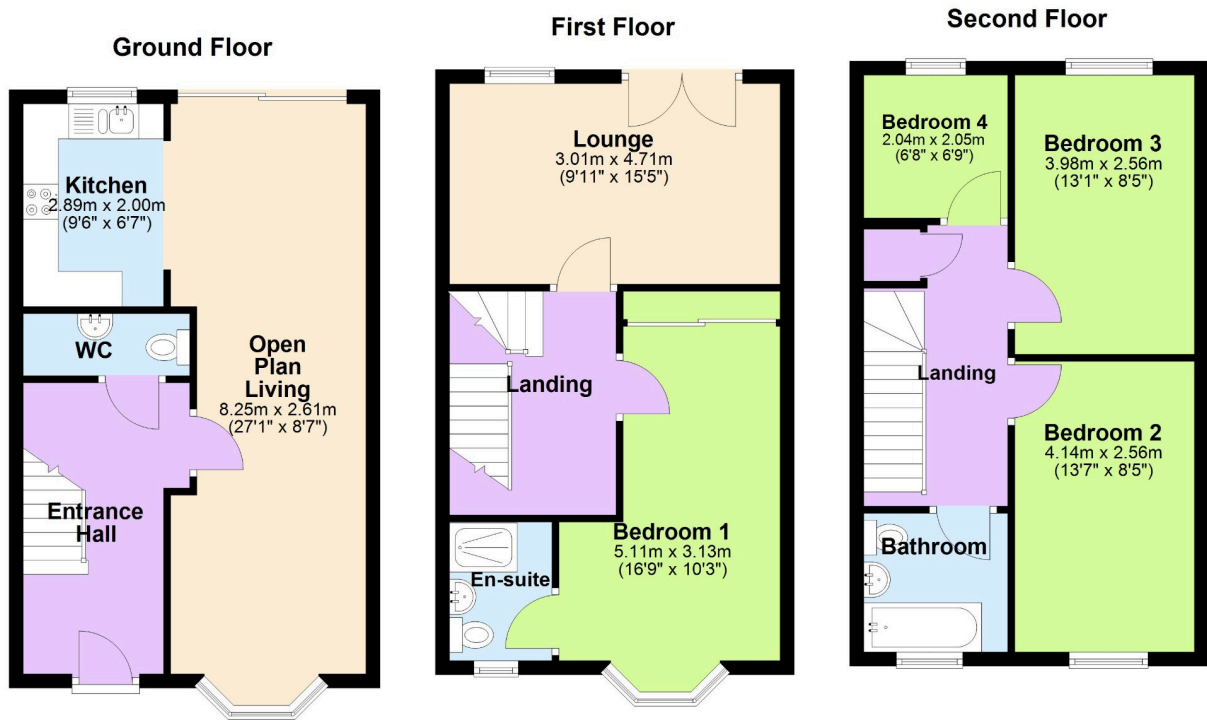 Ground Floor
Kitchen
2.89m x 2.00m
(9'6" x 6'7")
WC
Open
Plan
Living
8.25m x 2.61m
(27'1" x 8'7")
Entrance
Hall
First Floor
Lounge
3.01m x 4.71m
(9'11" x 15'5")
Landing
Bedroom 1
5.11m x 3.13m
(16'9" x 10'3")
En-suite
Second Floor
Bedroom 4
2.04m x 2.05m
(6'8" x 6'9")
Bedroom 3
3.98m x 2.56m
(13'1" x 8'5")
Landing
Bedroom 2
4.14m x 2.56m
(13'7" x 8'5")
Bathroom